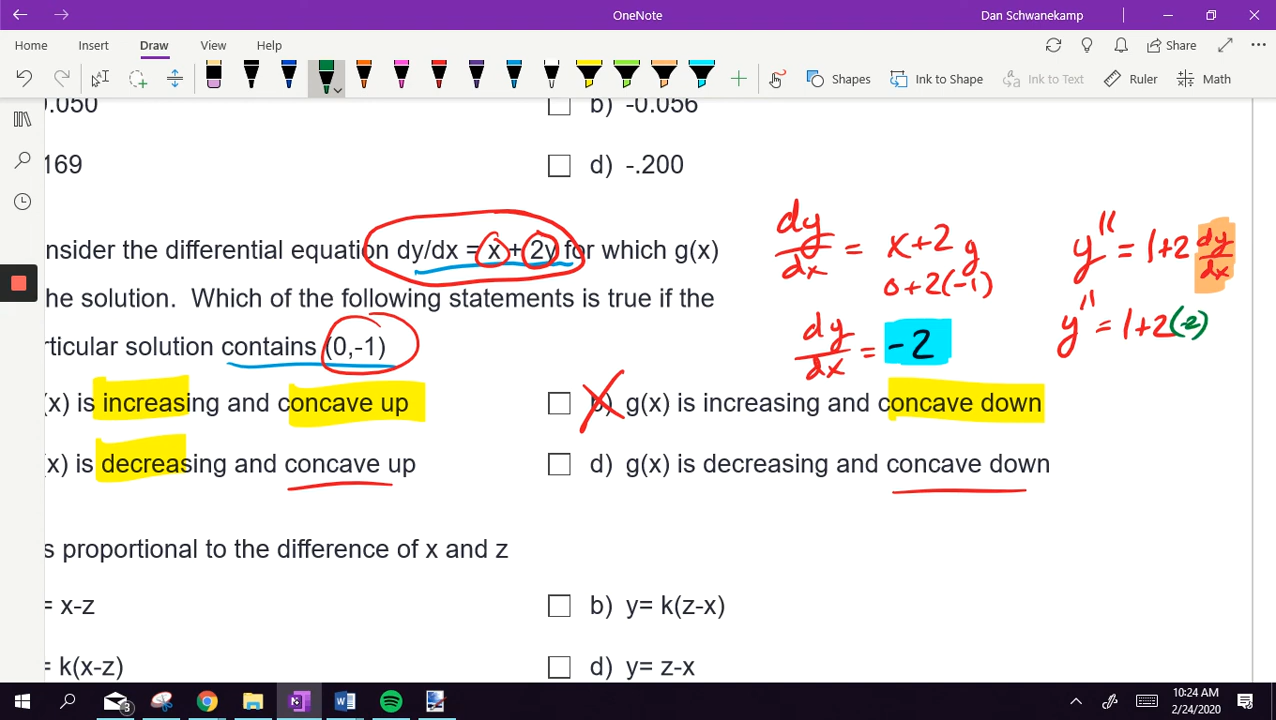 OneNote
Dan Schwanekamp
Home Insert Draw View Help
Share
A
Shapes Ink to Shape Ink to Text Ruler Math
0.050
b) -0.056
169
d) -.200
nsider the differential equation dy/dx = x + 2y for which g(x)
he solution. Which of the following statements is true if the
rticular solution contains (0,-1)
(x) is increasing and concave up
b) g(x) is increasing and concave down
(x) is decreasing and concave up
d) g(x) is decreasing and concave down
dy/dx = x+2y
0+2(-1)
dy/dx = -2
y'' = 1+2 dy/dx
y'' = 1+2(-2)
s proportional to the difference of x and z
= x-z
b) y= k(z-x)
= k(x-z)
d) y= z-x
3
10:24 AM
2/24/2020